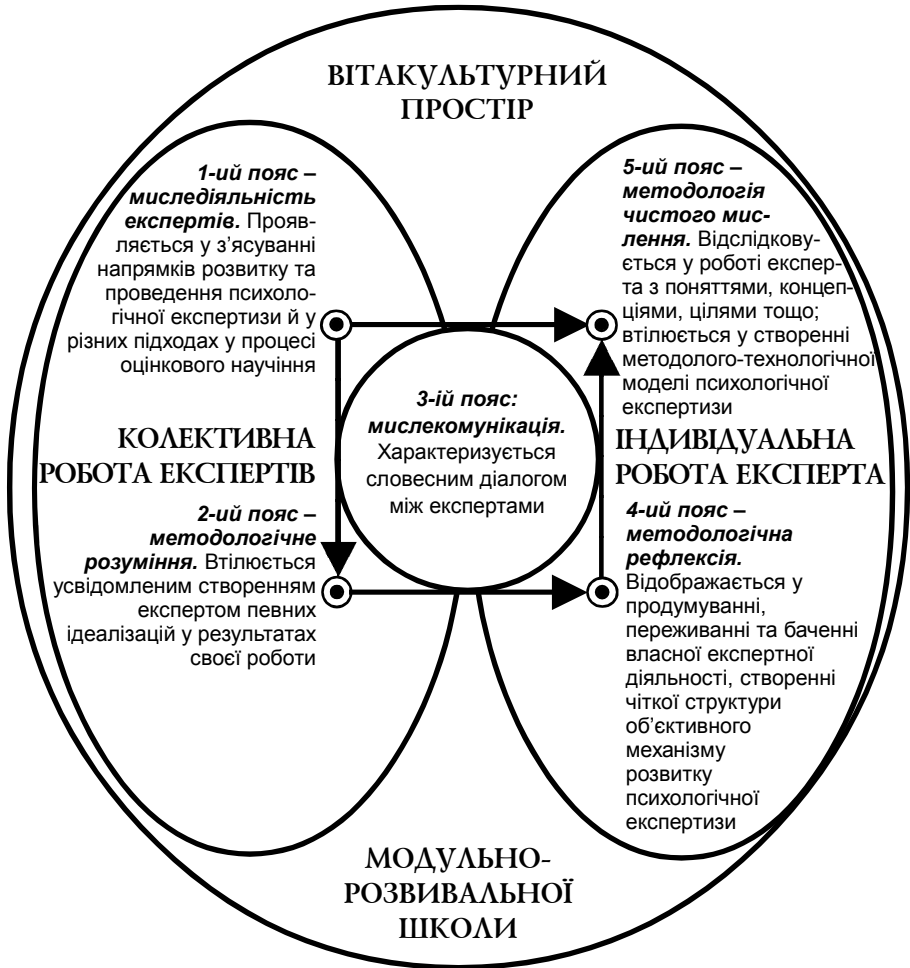 ВІТАКУЛЬТУРНИЙ
ПРОСТІР
1-ий пояс –
миследіяльність
експертів. Прояв-
ляється у з'ясуванні
напрямків розвитку та
проведення психоло-
гічної експертизи й у
різних підходах у процесі
оцінкового научіння
КОЛЕКТИВНА
РОБОТА ЕКСПЕРТІВ
2-ий пояс –
методологічне
розуміння. Втілюється
усвідомленим створенням
експертом певних
ідеалізацій у результатах
своєї роботи
3-ій пояс:
мислекомунікація.
Характеризується
словесним діалогом
між експертами
5-ий пояс –
методологія
чистого мис-
лення. Відслідкову-
ється у роботі експер-
та з поняттями, концеп-
ціями, цілями тощо;
втілюється у створенні
методолого-технологічної
моделі психологічної
експертизи
ІНДИВІДУАЛЬНА
РОБОТА ЕКСПЕРТА
4-ий пояс –
методологічна
рефлексія.
Відображається у
продумуванні,
переживанні та баченні
власної експертної
діяльності, створенні
чіткої структури
об’єктивного
механізму
розвитку
психологічної
експертизи
МОДУЛЬНО-
РОЗВИВАЛЬНОЇ
ШКОЛИ